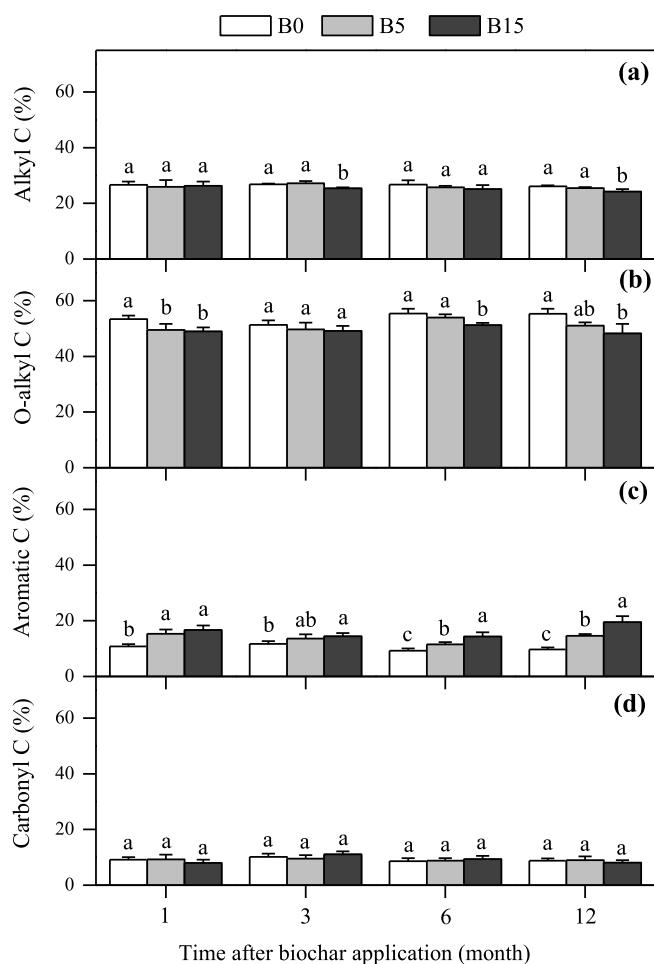 B0 B5 B15
(a)
Alkyl C (%)
60
40
20
0
a a a a a b a a a a a b
(b)
O-alkyl C (%)
60
40
20
0
a b b a a a a a b a ab b
(c)
Aromatic C (%)
60
40
20
0
b a a b ab a c b a c b a
(d)
Carbonyl C (%)
60
40
20
0
a a a a a a a a a a a a
1 3 6 12
Time after biochar application (month)